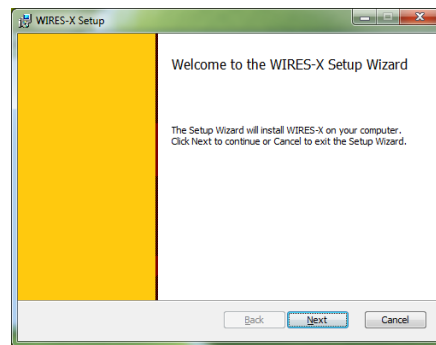 WIRES-X Setup
Welcome to the WIRES-X Setup Wizard
The Setup Wizard will install WIRES-X on your computer.
Click Next to continue or Cancel to exit the Setup Wizard.
Back Next Cancel